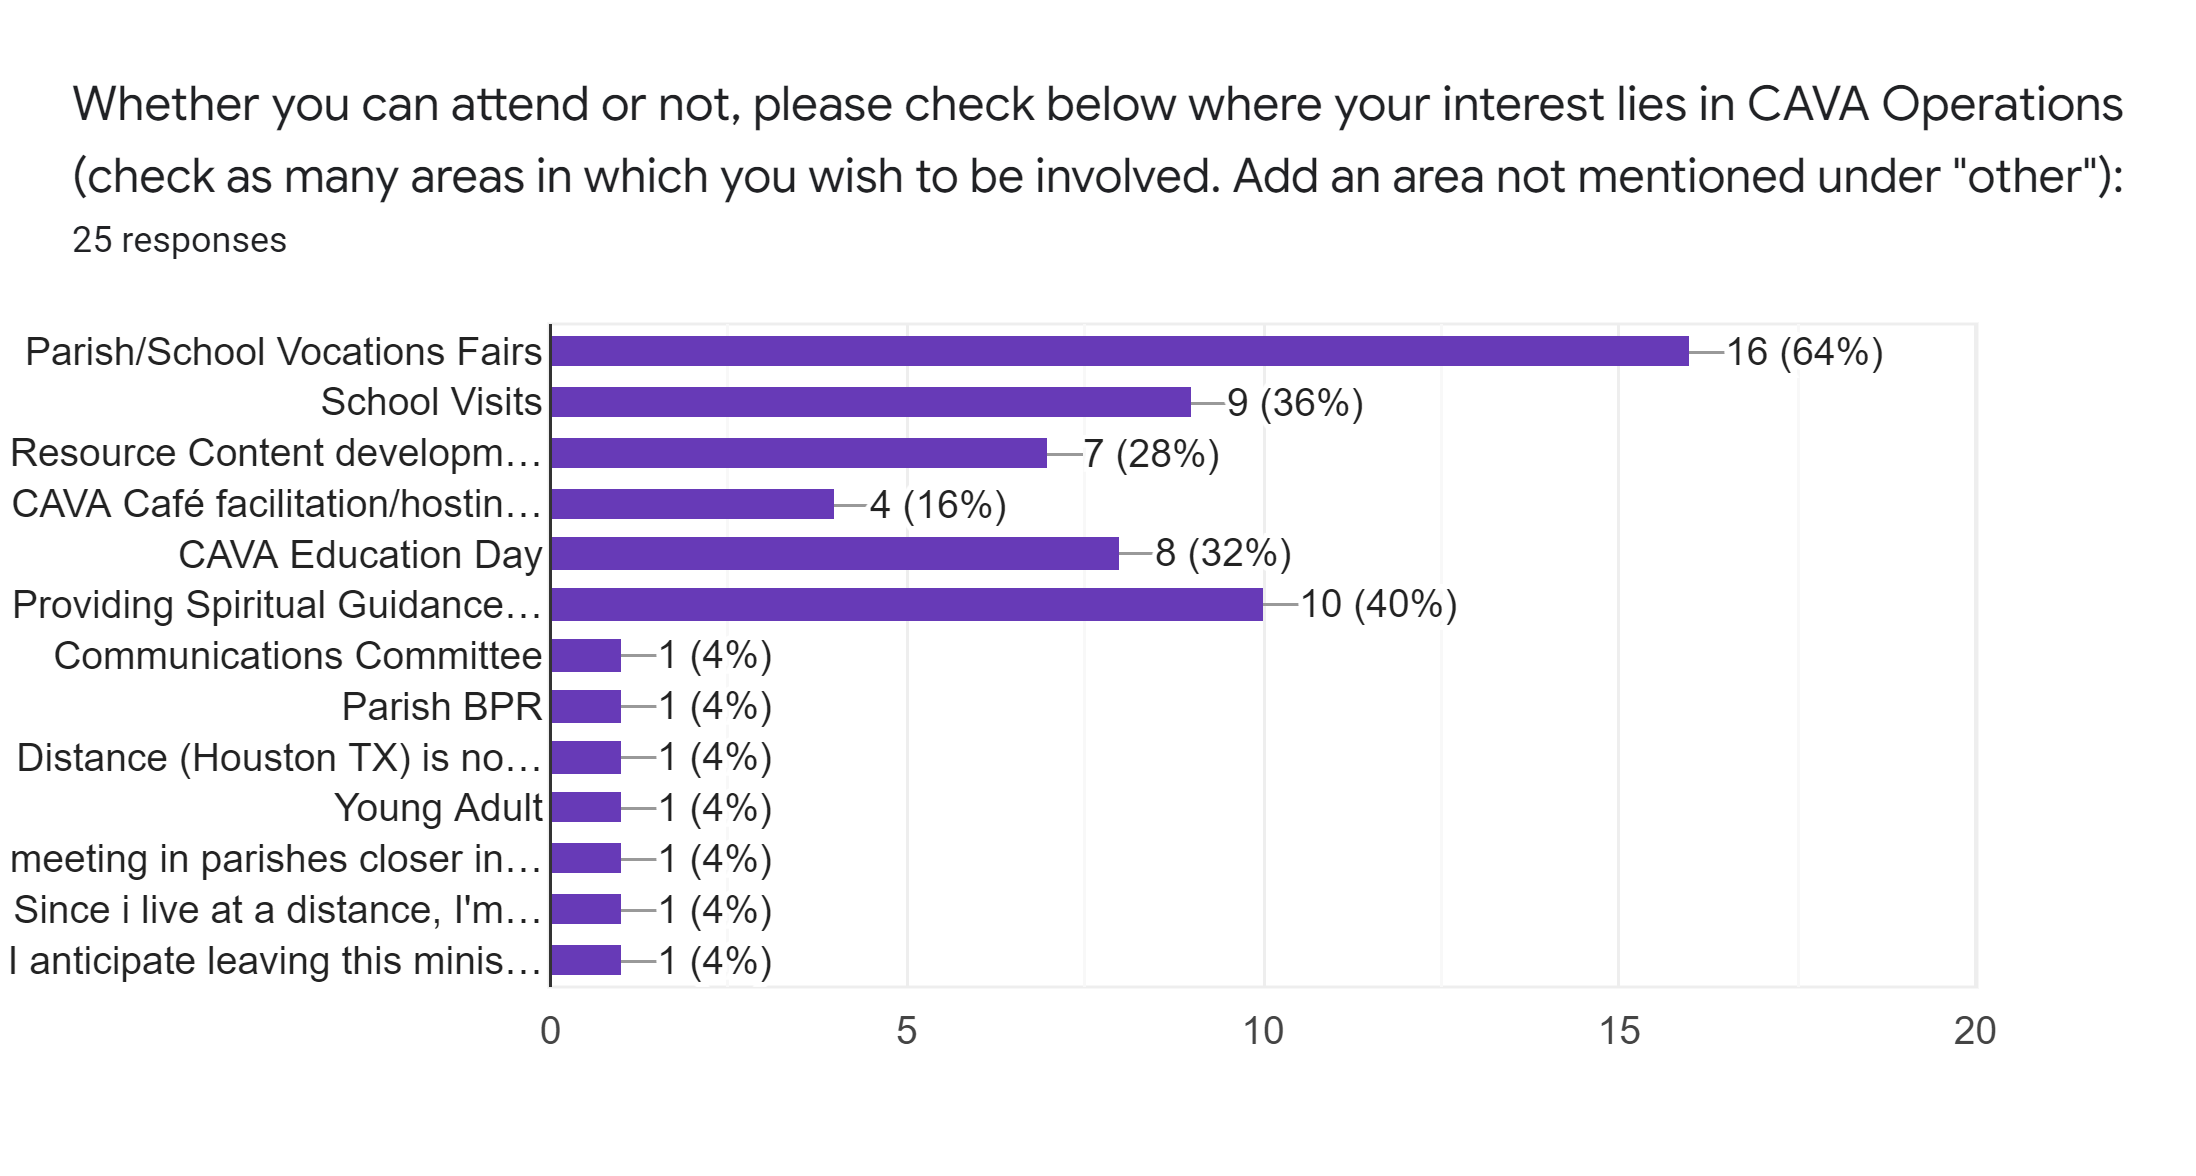 Whether you can attend or not, please check below where your interest lies in CAVA Operations
(check as many areas in which you wish to be involved. Add an area not mentioned under "other"):
25 responses
Parish/School Vocations Fairs 16 (64%)
School Visits 9 (36%)
Resource Content developm… 7 (28%)
CAVA Café facilitation/hostin… 4 (16%)
CAVA Education Day 8 (32%)
Providing Spiritual Guidance… 10 (40%)
Communications Committee 1 (4%)
Parish BPR 1 (4%)
Distance (Houston TX) is no… 1 (4%)
Young Adult 1 (4%)
meeting in parishes closer in… 1 (4%)
Since i live at a distance, I'm… 1 (4%)
I anticipate leaving this minis… 1 (4%)
0 5 10 15 20